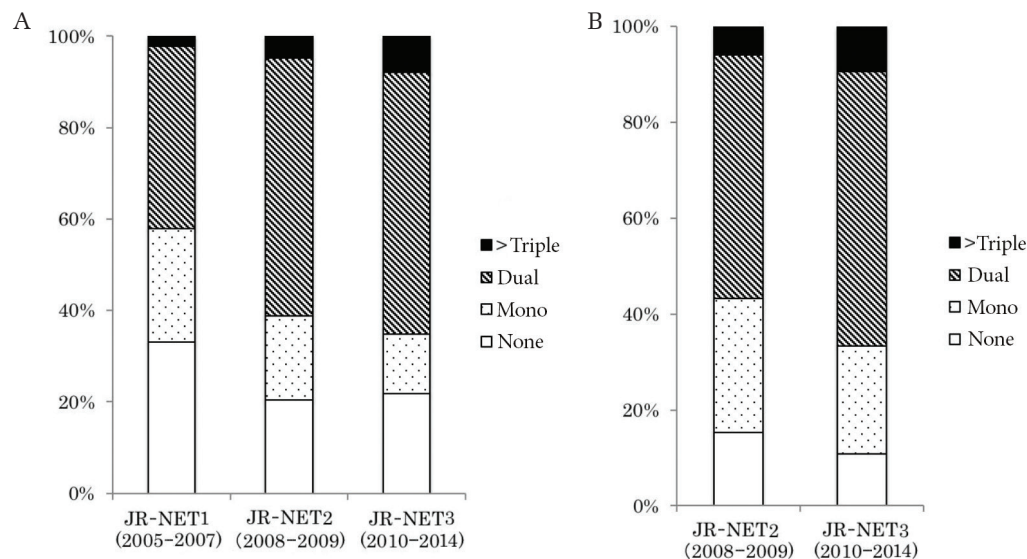 A
100%
80%
60%
40%
20%
0%
JR-NET1
(2005-2007)
JR-NET2
(2008-2009)
JR-NET3
(2010-2014)
>Triple
Dual
Mono
None
B
100%
80%
60%
40%
20%
0%
JR-NET2
(2008-2009)
JR-NET3
(2010-2014)
>Triple
Dual
Mono
None